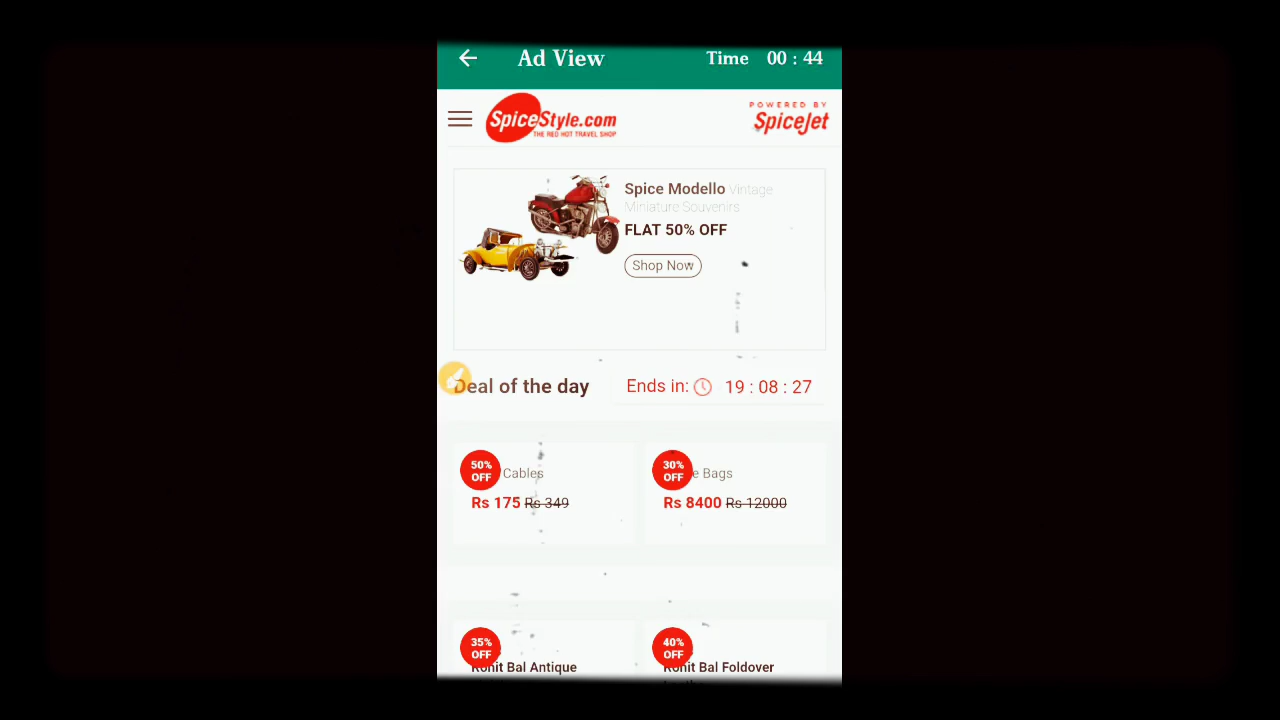 Ad View
Time 00 : 44
SpiceStyle.com
THE RED HOT TRAVEL SHOP
POWERED BY
SpiceJet
Spice Modello Vintage
Miniature Souvenirs
FLAT 50% OFF
Shop Now
Deal of the day
Ends in: 19 : 08 : 27
50%
OFF
Cables
Rs 175 Rs 349
30%
OFF
Bags
Rs 8400 Rs 12000
35%
OFF
Rohit Bal Antique
40%
OFF
Rohit Bal Foldover